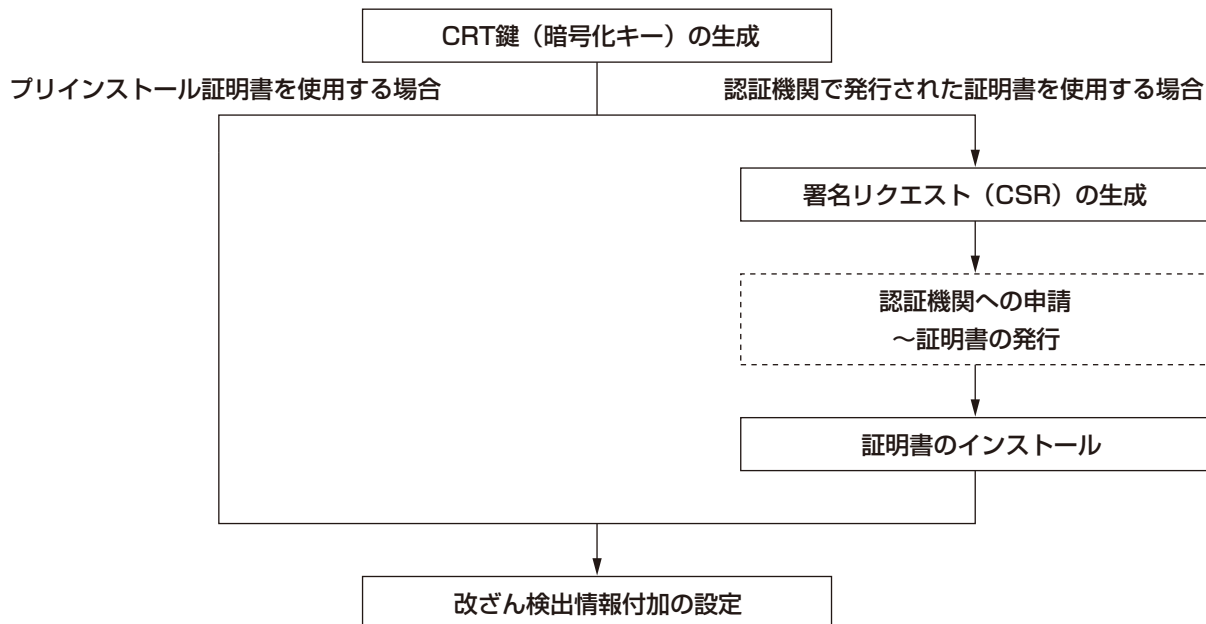 CRT鍵（暗号化キー）の生成
プリインストール証明書を使用する場合
認証機関で発行された証明書を使用する場合
署名リクエスト（CSR）の生成
認証機関への申請
～証明書の発行
証明書のインストール
改ざん検出情報付加の設定